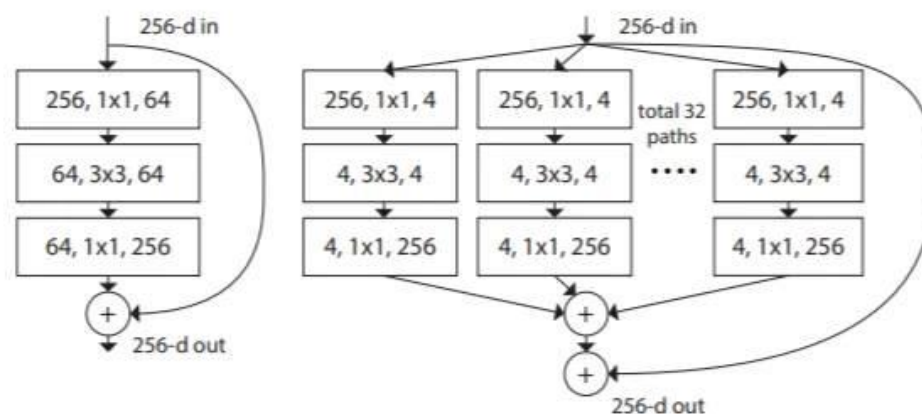 256-d in
256, 1x1, 64
64, 3x3, 64
64, 1x1, 256
+
256-d out
256-d in
256, 1x1, 4
256, 1x1, 4
total 32
paths
256, 1x1, 4
4, 3x3, 4
4, 3x3, 4
....
4, 3x3, 4
4, 1x1, 256
4, 1x1, 256
4, 1x1, 256
+
+
256-d out